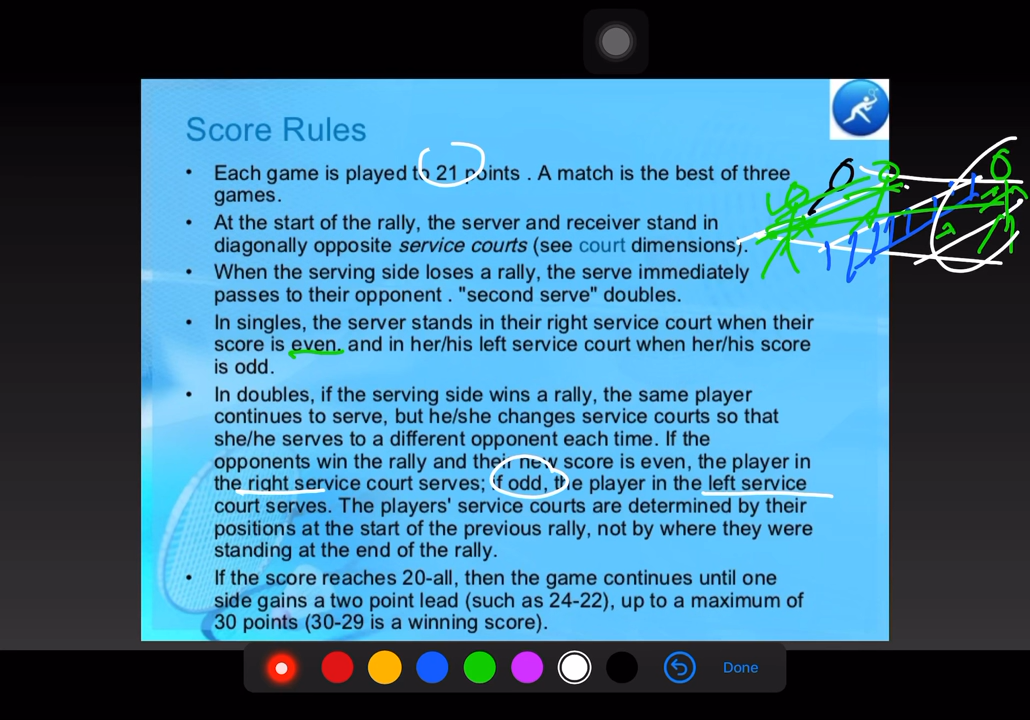 Score Rules
• Each game is played to 21 points . A match is the best of three
games.
• At the start of the rally, the server and receiver stand in
diagonally opposite service courts (see court dimensions).
• When the serving side loses a rally, the serve immediately
passes to their opponent . "second serve" doubles.
• In singles, the server stands in their right service court when their
score is even. and in her/his left service court when her/his score
is odd.
• In doubles, if the serving side wins a rally, the same player
continues to serve, but he/she changes service courts so that
she/he serves to a different opponent each time. If the
opponents win the rally and their new score is even, the player in
the right service court serves; if odd, the player in the left service
court serves. The players' service courts are determined by their
positions at the start of the previous rally, not by where they were
standing at the end of the rally.
• If the score reaches 20-all, then the game continues until one
side gains a two point lead (such as 24-22), up to a maximum of
30 points (30-29 is a winning score).
Done